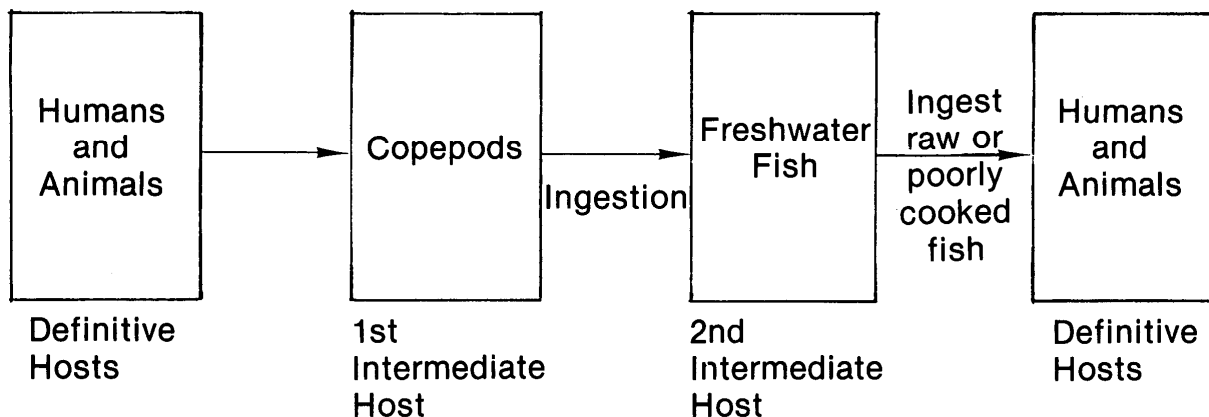 Humans
and
Animals
Definitive
Hosts
Copepods
1st
Intermediate
Host
Ingestion
Freshwater
Fish
2nd
Intermediate
Host
Ingest
raw or
poorly
cooked
fish
Humans
and
Animals
Definitive
Hosts